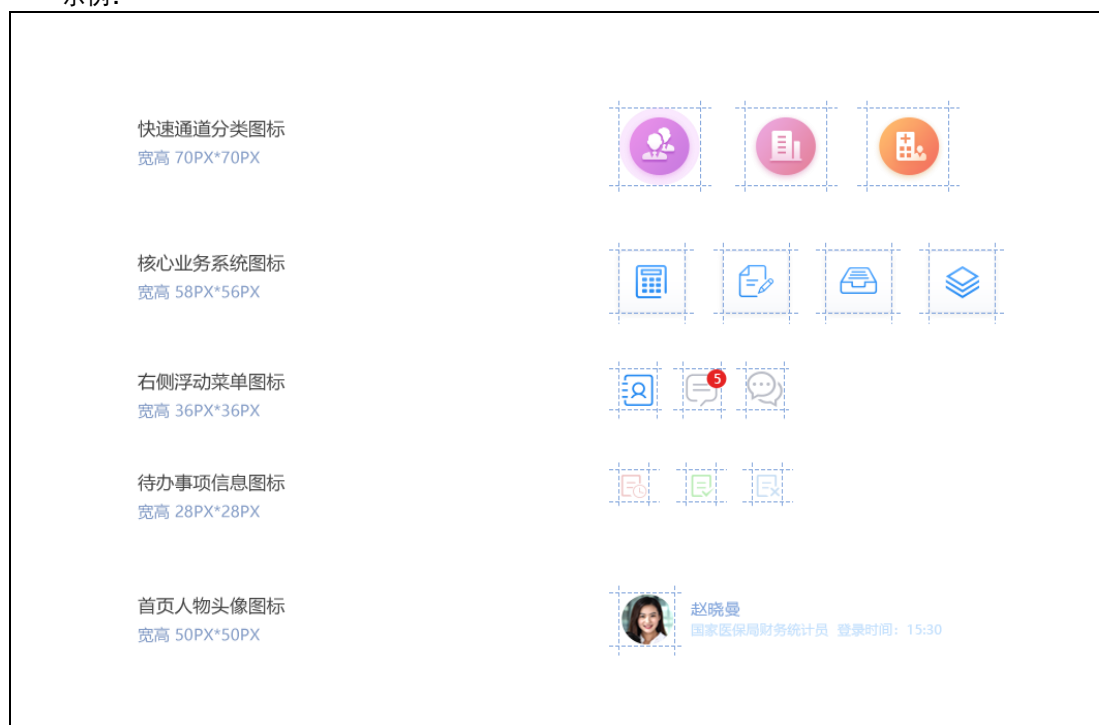 示例：
快速通道分类图标
宽高 70PX*70PX
核心业务系统图标
宽高 58PX*56PX
右侧浮动菜单图标
宽高 36PX*36PX
5
待办事项信息图标
宽高 28PX*28PX
首页人物头像图标
宽高 50PX*50PX
赵晓曼
国家医保局财务统计员 登录时间：15:30